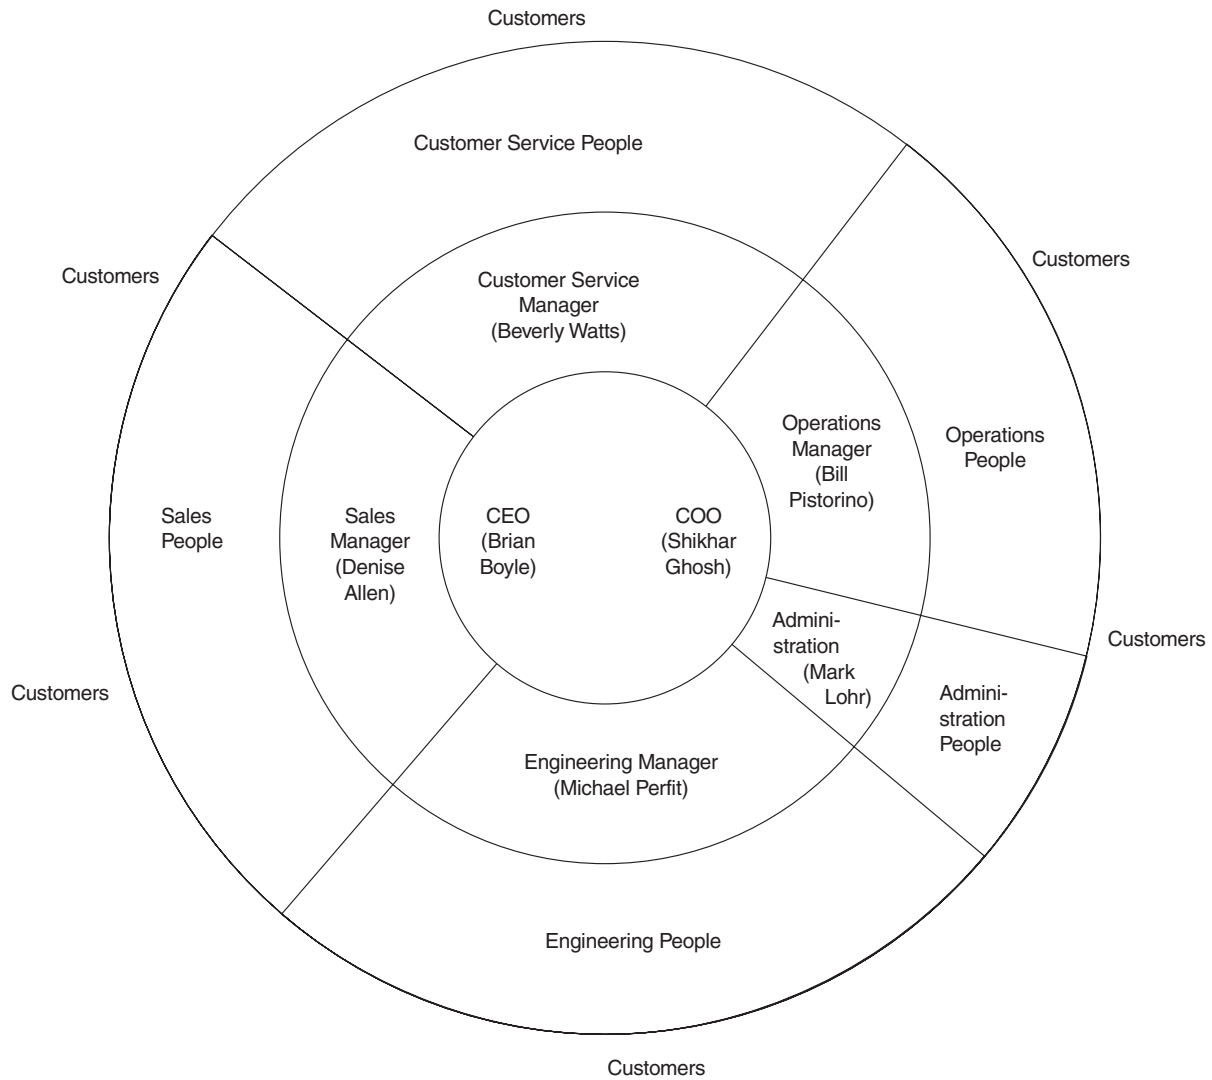 Customers
Customer Service People
Customers
Customers
Customer Service
Manager
(Beverly Watts)
Operations
Manager
(Bill
Pistorino)
Operations
People
Sales
People
Sales
Manager
(Denise
Allen)
CEO
(Brian
Boyle)
COO
(Shikhar
Ghosh)
Admini-
stration
(Mark
Lohr)
Customers
Customers
Admini-
stration
People
Engineering Manager
(Michael Perfit)
Engineering People
Customers